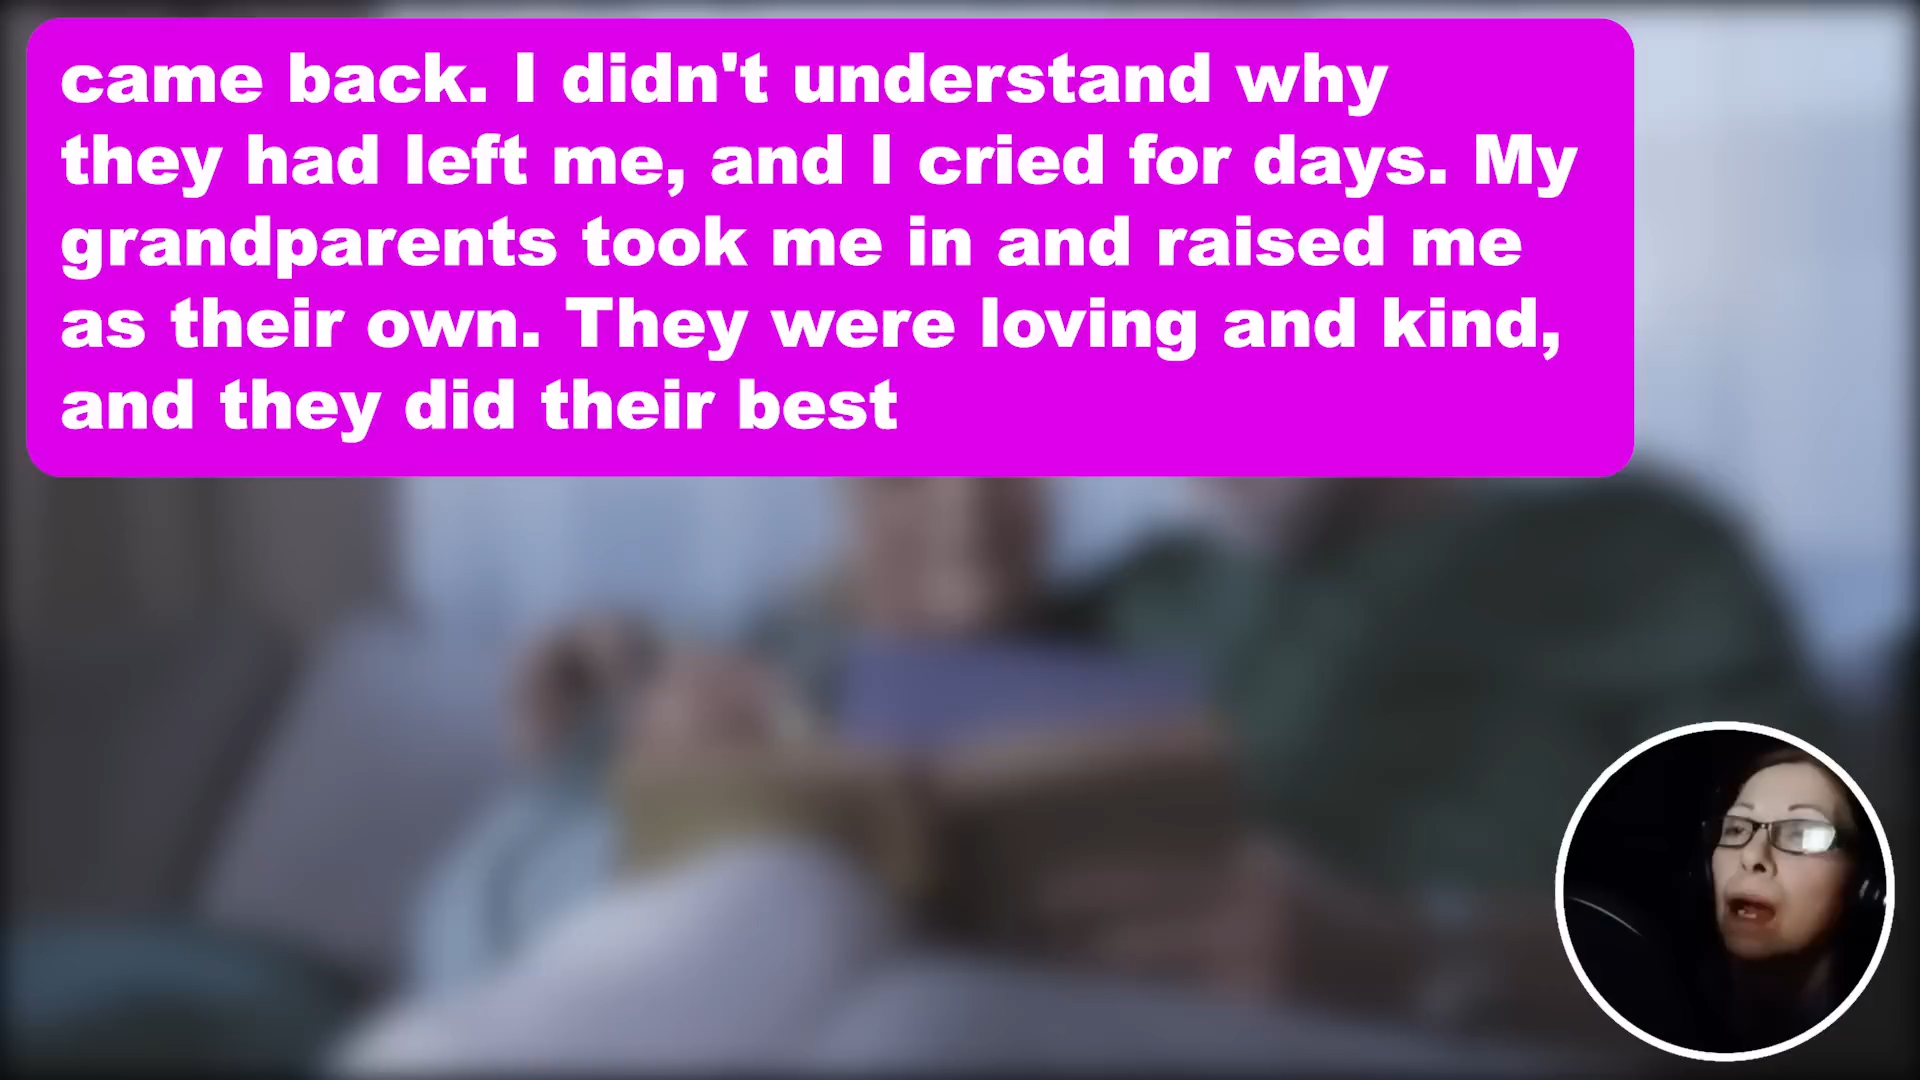 came back. I didn't understand why
they had left me, and I cried for days. My
grandparents took me in and raised me
as their own. They were loving and kind,
and they did their best